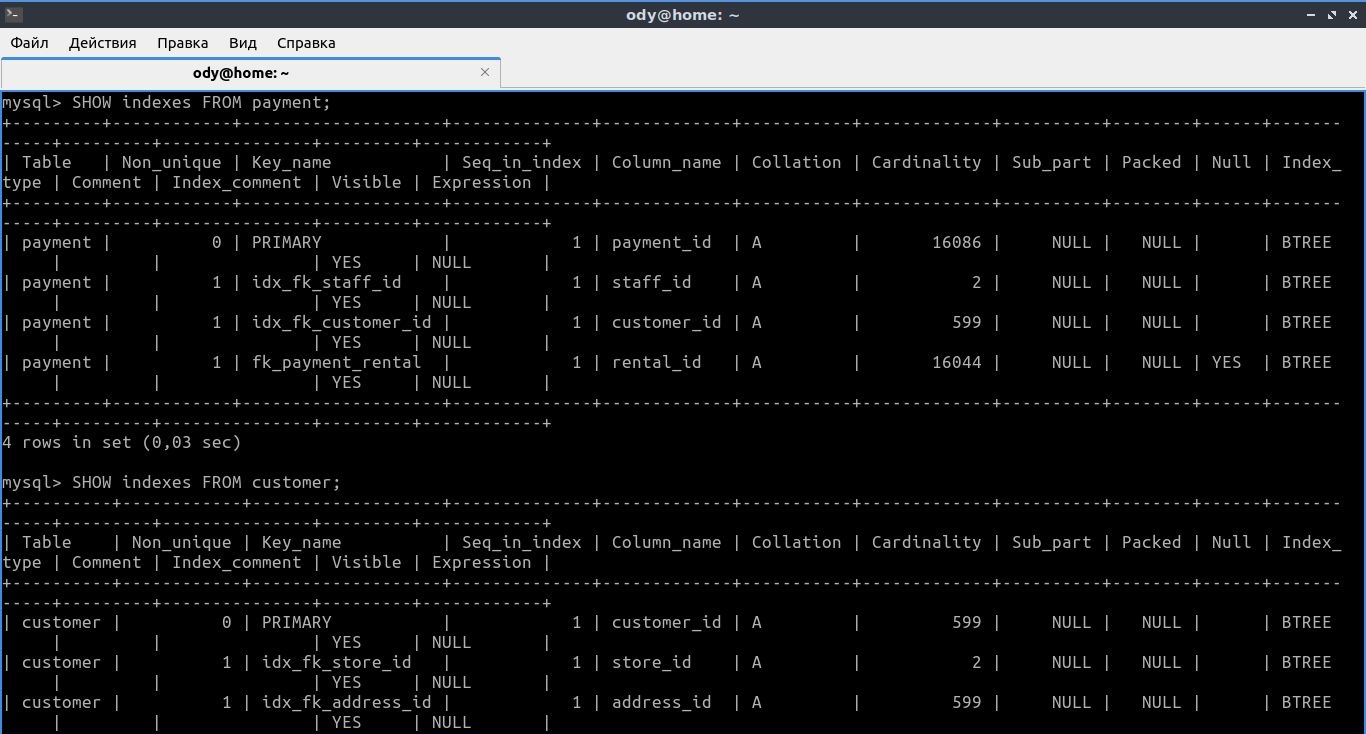 ody@home: ~
Файл Действия Правка Вид Справка
ody@home: ~
mysql> SHOW indexes FROM payment;
+---------+------------+---------------------+--------------+-------------+-----------+-------------+----------+--------+------+-------
-----+---------+---------------+---------+------------+
| Table   | Non_unique | Key_name            | Seq_in_index | Column_name | Collation | Cardinality | Sub_part | Packed | Null | Index_
type | Comment | Index_comment | Visible | Expression |
+---------+------------+---------------------+--------------+-------------+-----------+-------------+----------+--------+------+-------
-----+---------+---------------+---------+------------+
| payment |          0 | PRIMARY             |            1 | payment_id  | A         |       16086 |     NULL |   NULL |      | BTREE
     |         |               | YES     | NULL       |
| payment |          1 | idx_fk_staff_id     |            1 | staff_id    | A         |           2 |     NULL |   NULL |      | BTREE
     |         |               | YES     | NULL       |
| payment |          1 | idx_fk_customer_id |            1 | customer_id | A         |         599 |     NULL |   NULL |      | BTREE
     |         |               | YES     | NULL       |
| payment |          1 | fk_payment_rental  |            1 | rental_id   | A         |       16044 |     NULL |   NULL | YES  | BTREE
     |         |               | YES     | NULL       |
+---------+------------+---------------------+--------------+-------------+-----------+-------------+----------+--------+------+-------
-----+---------+---------------+---------+------------+
4 rows in set (0,03 sec)
mysql> SHOW indexes FROM customer;
+----------+------------+-------------------+--------------+-------------+-----------+-------------+----------+--------+------+-------
-----+---------+---------------+---------+------------+
| Table    | Non_unique | Key_name          | Seq_in_index | Column_name | Collation | Cardinality | Sub_part | Packed | Null | Index_
type | Comment | Index_comment | Visible | Expression |
+----------+------------+-------------------+--------------+-------------+-----------+-------------+----------+--------+------+-------
-----+---------+---------------+---------+------------+
| customer |          0 | PRIMARY           |            1 | customer_id | A         |         599 |     NULL |   NULL |      | BTREE
     |         |               | YES     | NULL       |
| customer |          1 | idx_fk_store_id   |            1 | store_id    | A         |           2 |     NULL |   NULL |      | BTREE
     |         |               | YES     | NULL       |
| customer |          1 | idx_fk_address_id |            1 | address_id  | A         |         599 |     NULL |   NULL |      | BTREE
     |         |               | YES     | NULL       |